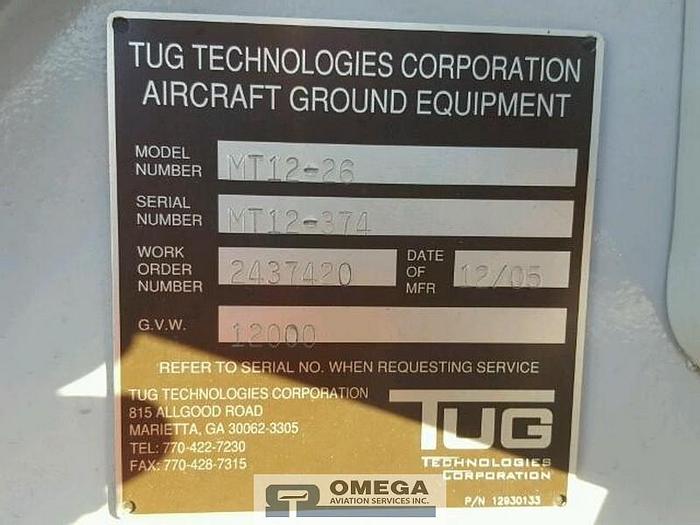 TUG TECHNOLOGIES CORPORATION
AIRCRAFT GROUND EQUIPMENT
MODEL NUMBER MT12-26
SERIAL NUMBER MT12-374
WORK ORDER NUMBER 2437420 DATE OF MFR 12/05
G.V.W. 12000
REFER TO SERIAL NO. WHEN REQUESTING SERVICE
TUG TECHNOLOGIES CORPORATION
815 ALLGOOD ROAD
MARIETTA, GA 30062-3305
TEL: 770-422-7230
FAX: 770-428-7315
TUG
TECHNOLOGIES
CORPORATION
P/N 12930133
OMEGA
AVIATION SERVICES INC.